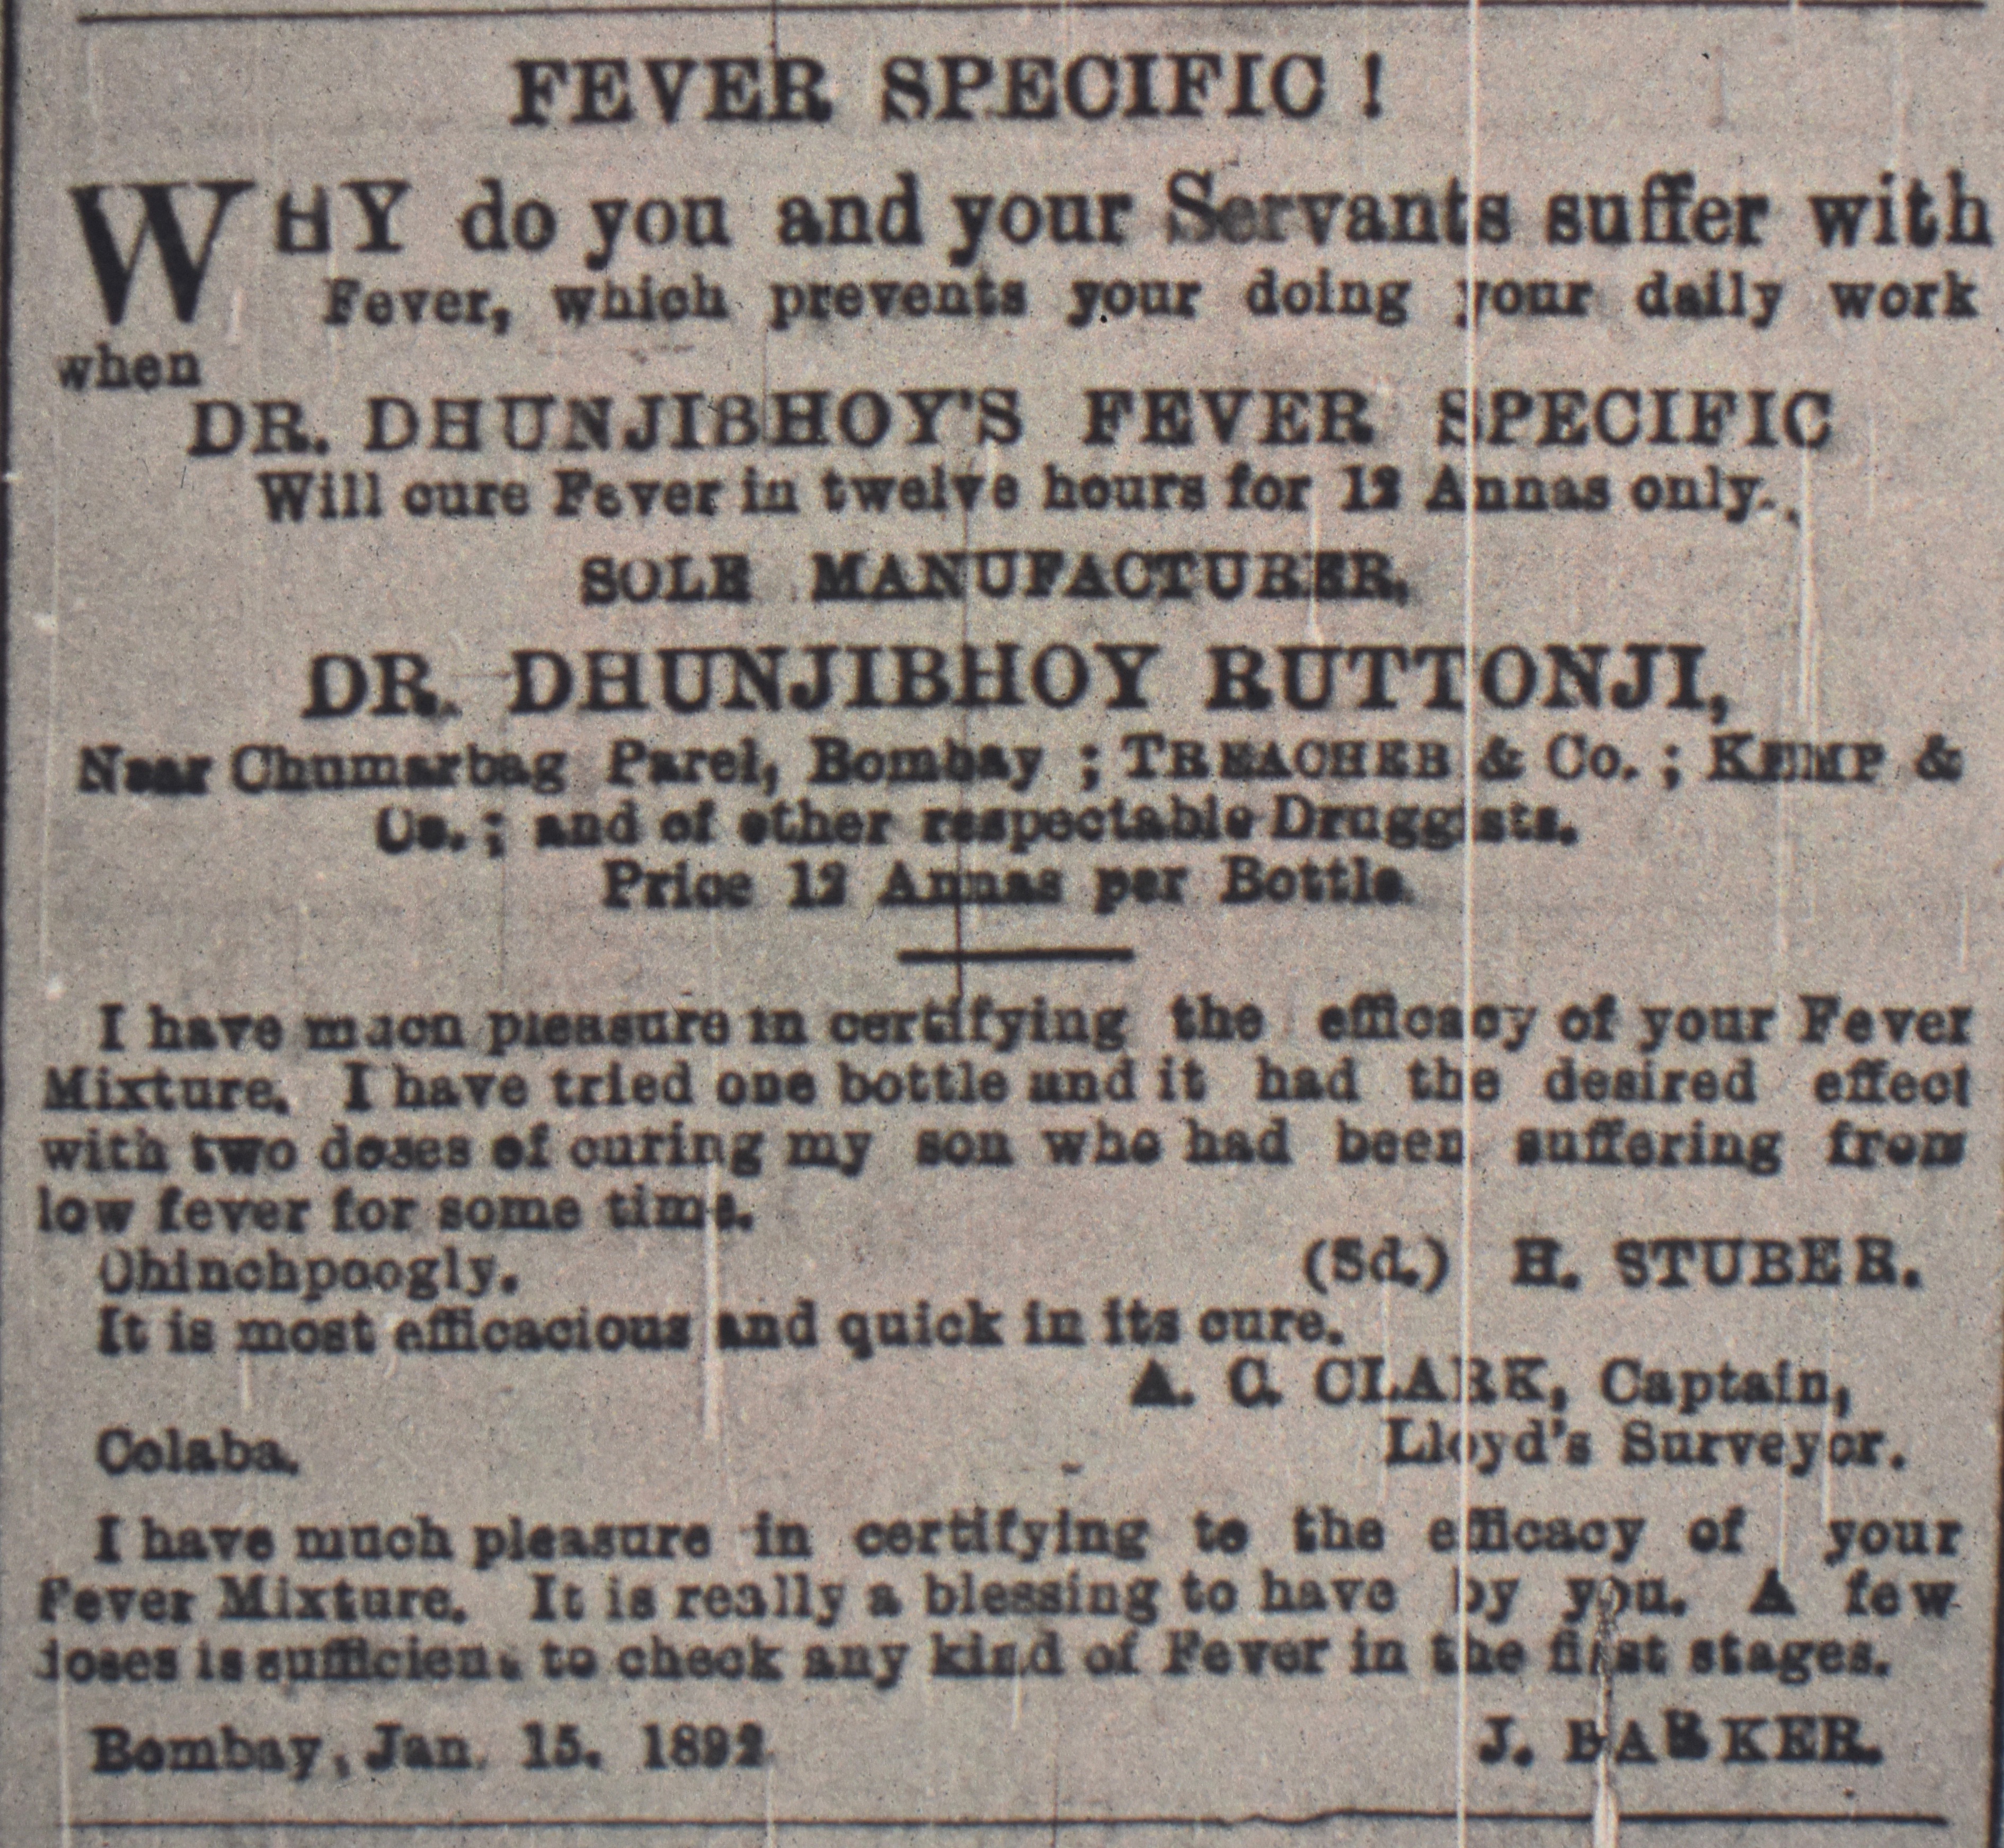 FEVER SPECIFIC !
WHY do you and your Servants suffer with
Fever, which prevents your doing your daily work
when
DR. DHUNJIBHOY'S FEVER SPECIFIC
Will cure Fever in twelve hours for 12 Annas only.
SOLE MANUFACTURER,
DR. DHUNJIBHOY RUTTONJI,
Near Chumarbag Parel, Bombay ; TREACHER & Co. ; KEMP &
Co. ; and of other respectable Druggists.
Price 12 Annas per Bottle.
I have much pleasure in certifying the efficacy of your Fever
Mixture. I have tried one bottle and it had the desired effect
with two doses of curing my son who had been suffering from
low fever for some time.
Chinchpoogly. (Sd.) H. STUBER.
It is most efficacious and quick in its cure.
A. C. CLARK, Captain,
Colaba. Lloyd's Surveyor.
I have much pleasure in certifying to the efficacy of your
Fever Mixture. It is really a blessing to have by you. A few
doses is sufficient to check any kind of Fever in the first stages.
Bombay, Jan. 15. 1892 J. BARKER.